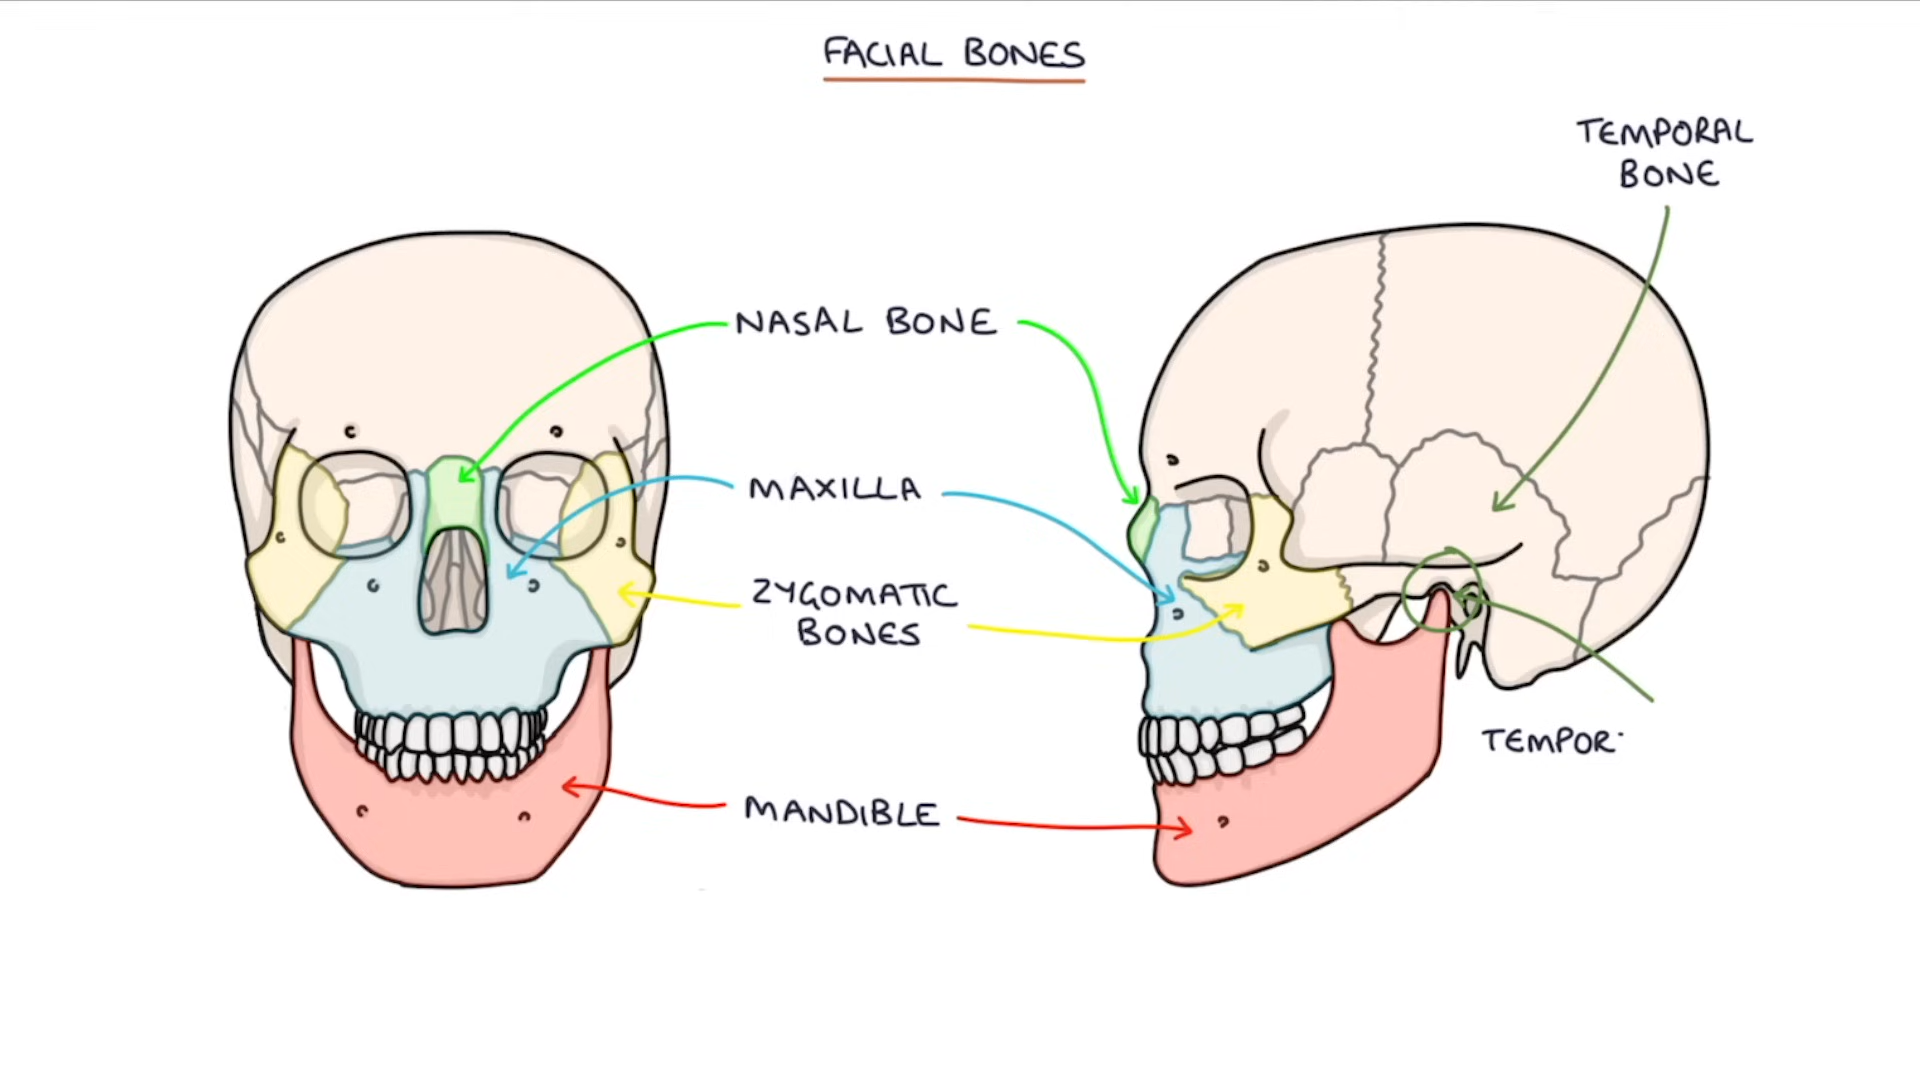 FACIAL BONES
TEMPORAL
BONE
NASAL BONE
MAXILLA
ZYGOMATIC
BONES
TEMPOR
MANDIBLE